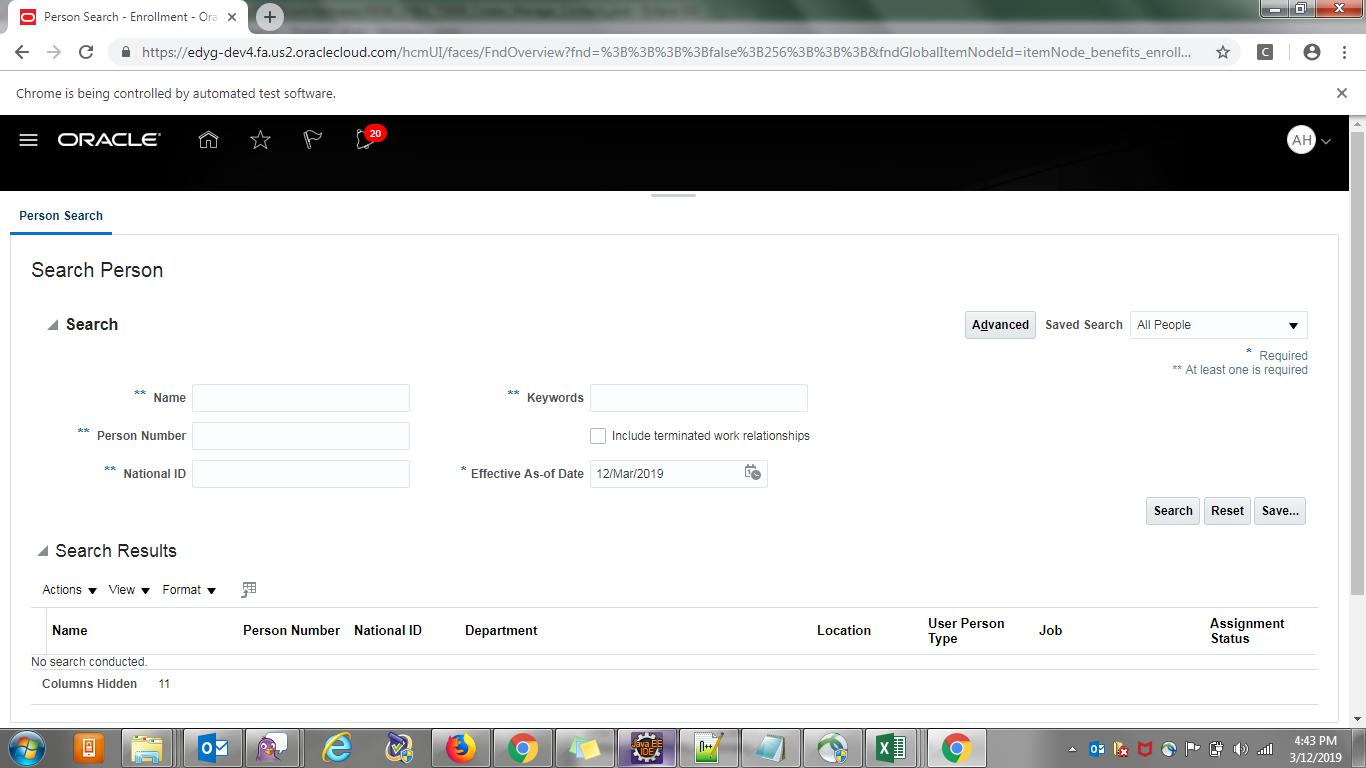 Person Search - Enrollment - Ora
https://edyg-dev4.fa.us2.oraclecloud.com/hcmUI/faces/FndOverview?fnd=%3B%3B%3B%3Bfalse%3B256%3B%3B%3B&fndGlobalItemNodeId=itemNode_benefits_enroll...
C
Chrome is being controlled by automated test software.
ORACLE
20
AH
Person Search
Search Person
Search
Advanced Saved Search All People
* Required
** At least one is required
** Name ** Keywords
** Person Number Include terminated work relationships
** National ID * Effective As-of Date 12/Mar/2019
Search Reset Save...
Search Results
Actions View Format
Name Person Number National ID Department Location User Person Type Job Assignment Status
No search conducted.
Columns Hidden 11
Java EE IDE
4:43 PM
3/12/2019